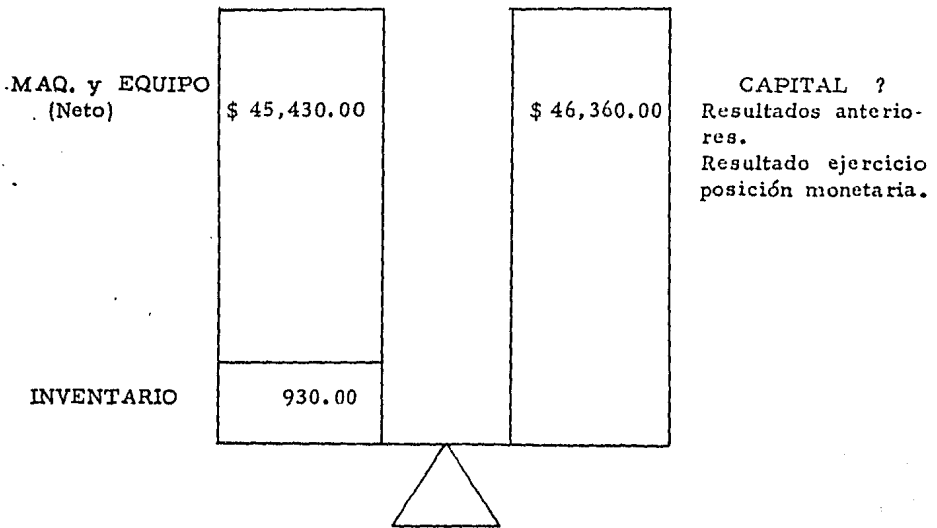 MAQ. y EQUIPO
(Neto)
$ 45,430.00
$ 46,360.00
CAPITAL ?
Resultados anterio-
res.
Resultado ejercicio
posición monetaria.
INVENTARIO
930.00